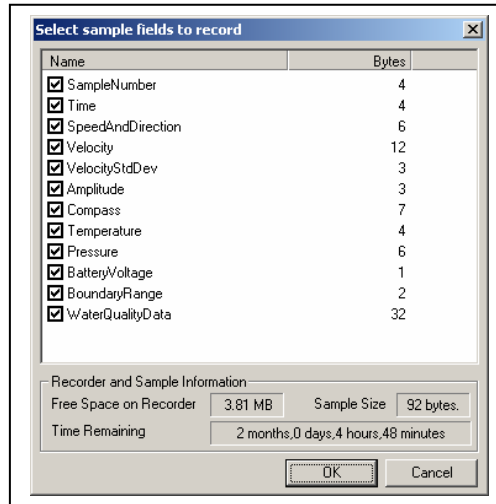 Select sample fields to record
Name Bytes
SampleNumber 4
Time 4
SpeedAndDirection 6
Velocity 12
VelocityStdDev 3
Amplitude 3
Compass 7
Temperature 4
Pressure 6
BatteryVoltage 1
BoundaryRange 2
WaterQualityData 32
Recorder and Sample Information
Free Space on Recorder 3.81 MB Sample Size 92 bytes.
Time Remaining 2 months,0 days,4 hours,48 minutes
OK Cancel